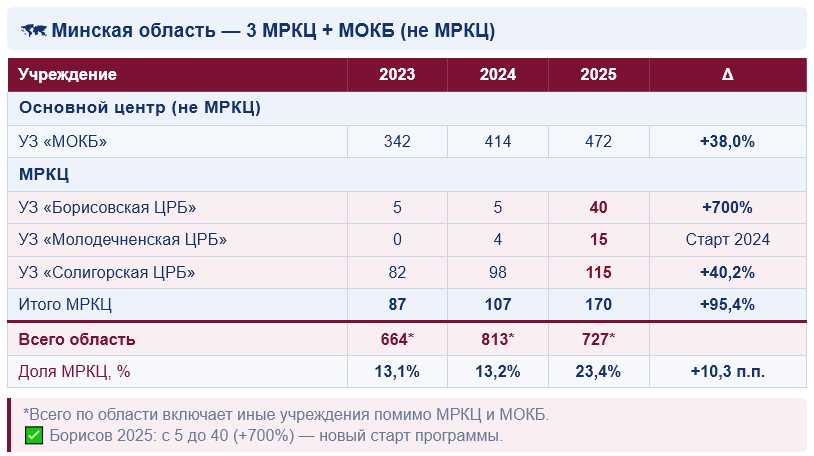 🗺 Минская область — 3 МРКЦ + МОКБ (не МРКЦ)
Учреждение 2023 2024 2025 Δ
Основной центр (не МРКЦ)
УЗ «МОКБ» 342 414 472 +38,0%
МРКЦ
УЗ «Борисовская ЦРБ» 5 5 40 +700%
УЗ «Молодечненская ЦРБ» 0 4 15 Старт 2024
УЗ «Солигорская ЦРБ» 82 98 115 +40,2%
Итого МРКЦ 87 107 170 +95,4%
Всего область 664* 813* 727*
Доля МРКЦ, % 13,1% 13,2% 23,4% +10,3 п.п.
*Всего по области включает иные учреждения помимо МРКЦ и МОКБ.
✅ Борисов 2025: с 5 до 40 (+700%) — новый старт программы.